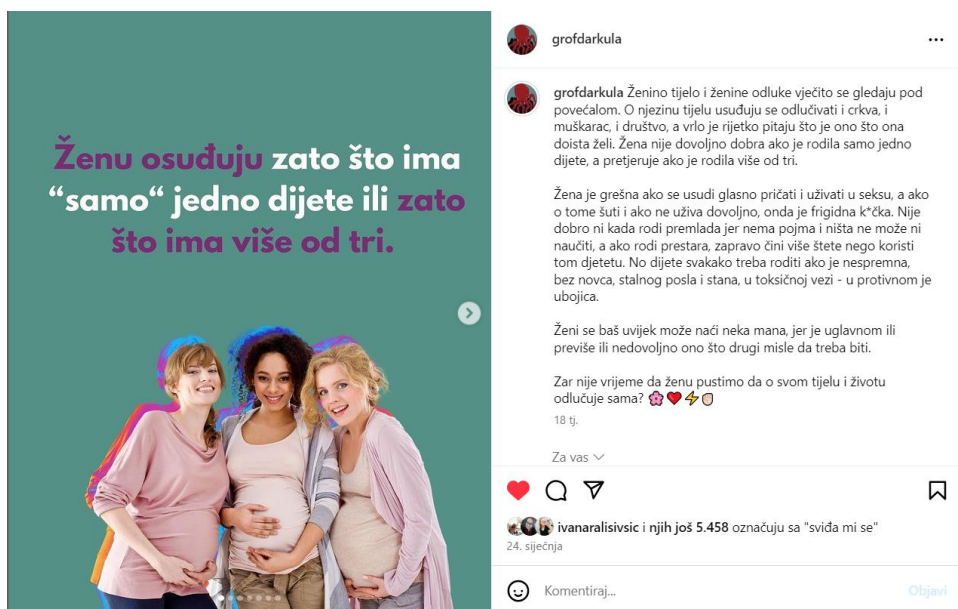 Ženu osuđuju zato što ima
“samo“ jedno dijete ili zato
što ima više od tri.
grofdarkula
grofdarkula Ženino tijelo i ženine odluke vječito se gledaju pod
povećalom. O njezinu tijelu usuđuju se odlučivati i crkva, i
muškarac, i društvo, a vrlo je rijetko pitaju što je ono što ona
doista želi. Žena nije dovoljno dobra ako je rodila samo jedno
dijete, a pretjeruje ako je rodila više od tri.
Žena je grešna ako se usudi glasno pričati i uživati u seksu, a ako
o tome šuti i ako ne uživa dovoljno, onda je frigidna k*čka. Nije
dobro ni kada rodi premlada jer nema pojma i ništa ne može ni
naučiti, a ako rodi prestara, zapravo čini više štete nego koristi
tom djetetu. No dijete svakako treba roditi ako je nespremna,
bez novca, stalnog posla i stana, u toksičnoj vezi - u protivnom je
ubojica.
Ženi se baš uvijek može naći neka mana, jer je uglavnom ili
previše ili nedovoljno ono što drugi misle da treba biti.
Zar nije vrijeme da ženu pustimo da o svom tijelu i životu
odlučuje sama? 🌸❤️⚡✊🏻
18 tj.
Za vas
ivanaralisivsic i njih još 5.458 označuju sa "sviđa mi se"
24. siječnja
Komentiraj...
Objavi